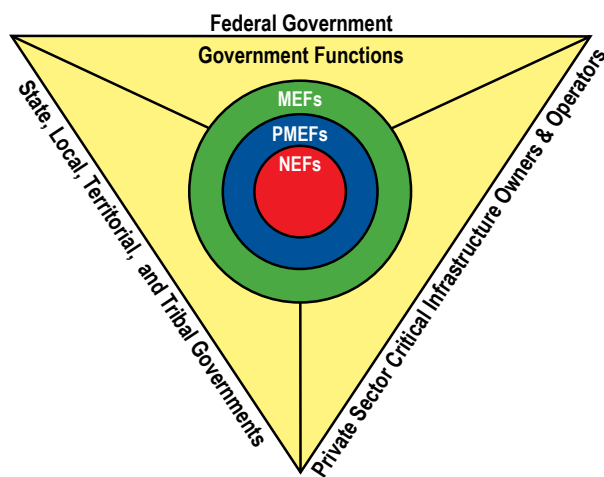 Federal Government
Government Functions
MEFs
PMEFs
NEFs
State, Local, Territorial, and Tribal Governments
Private Sector Critical Infrastructure Owners & Operators